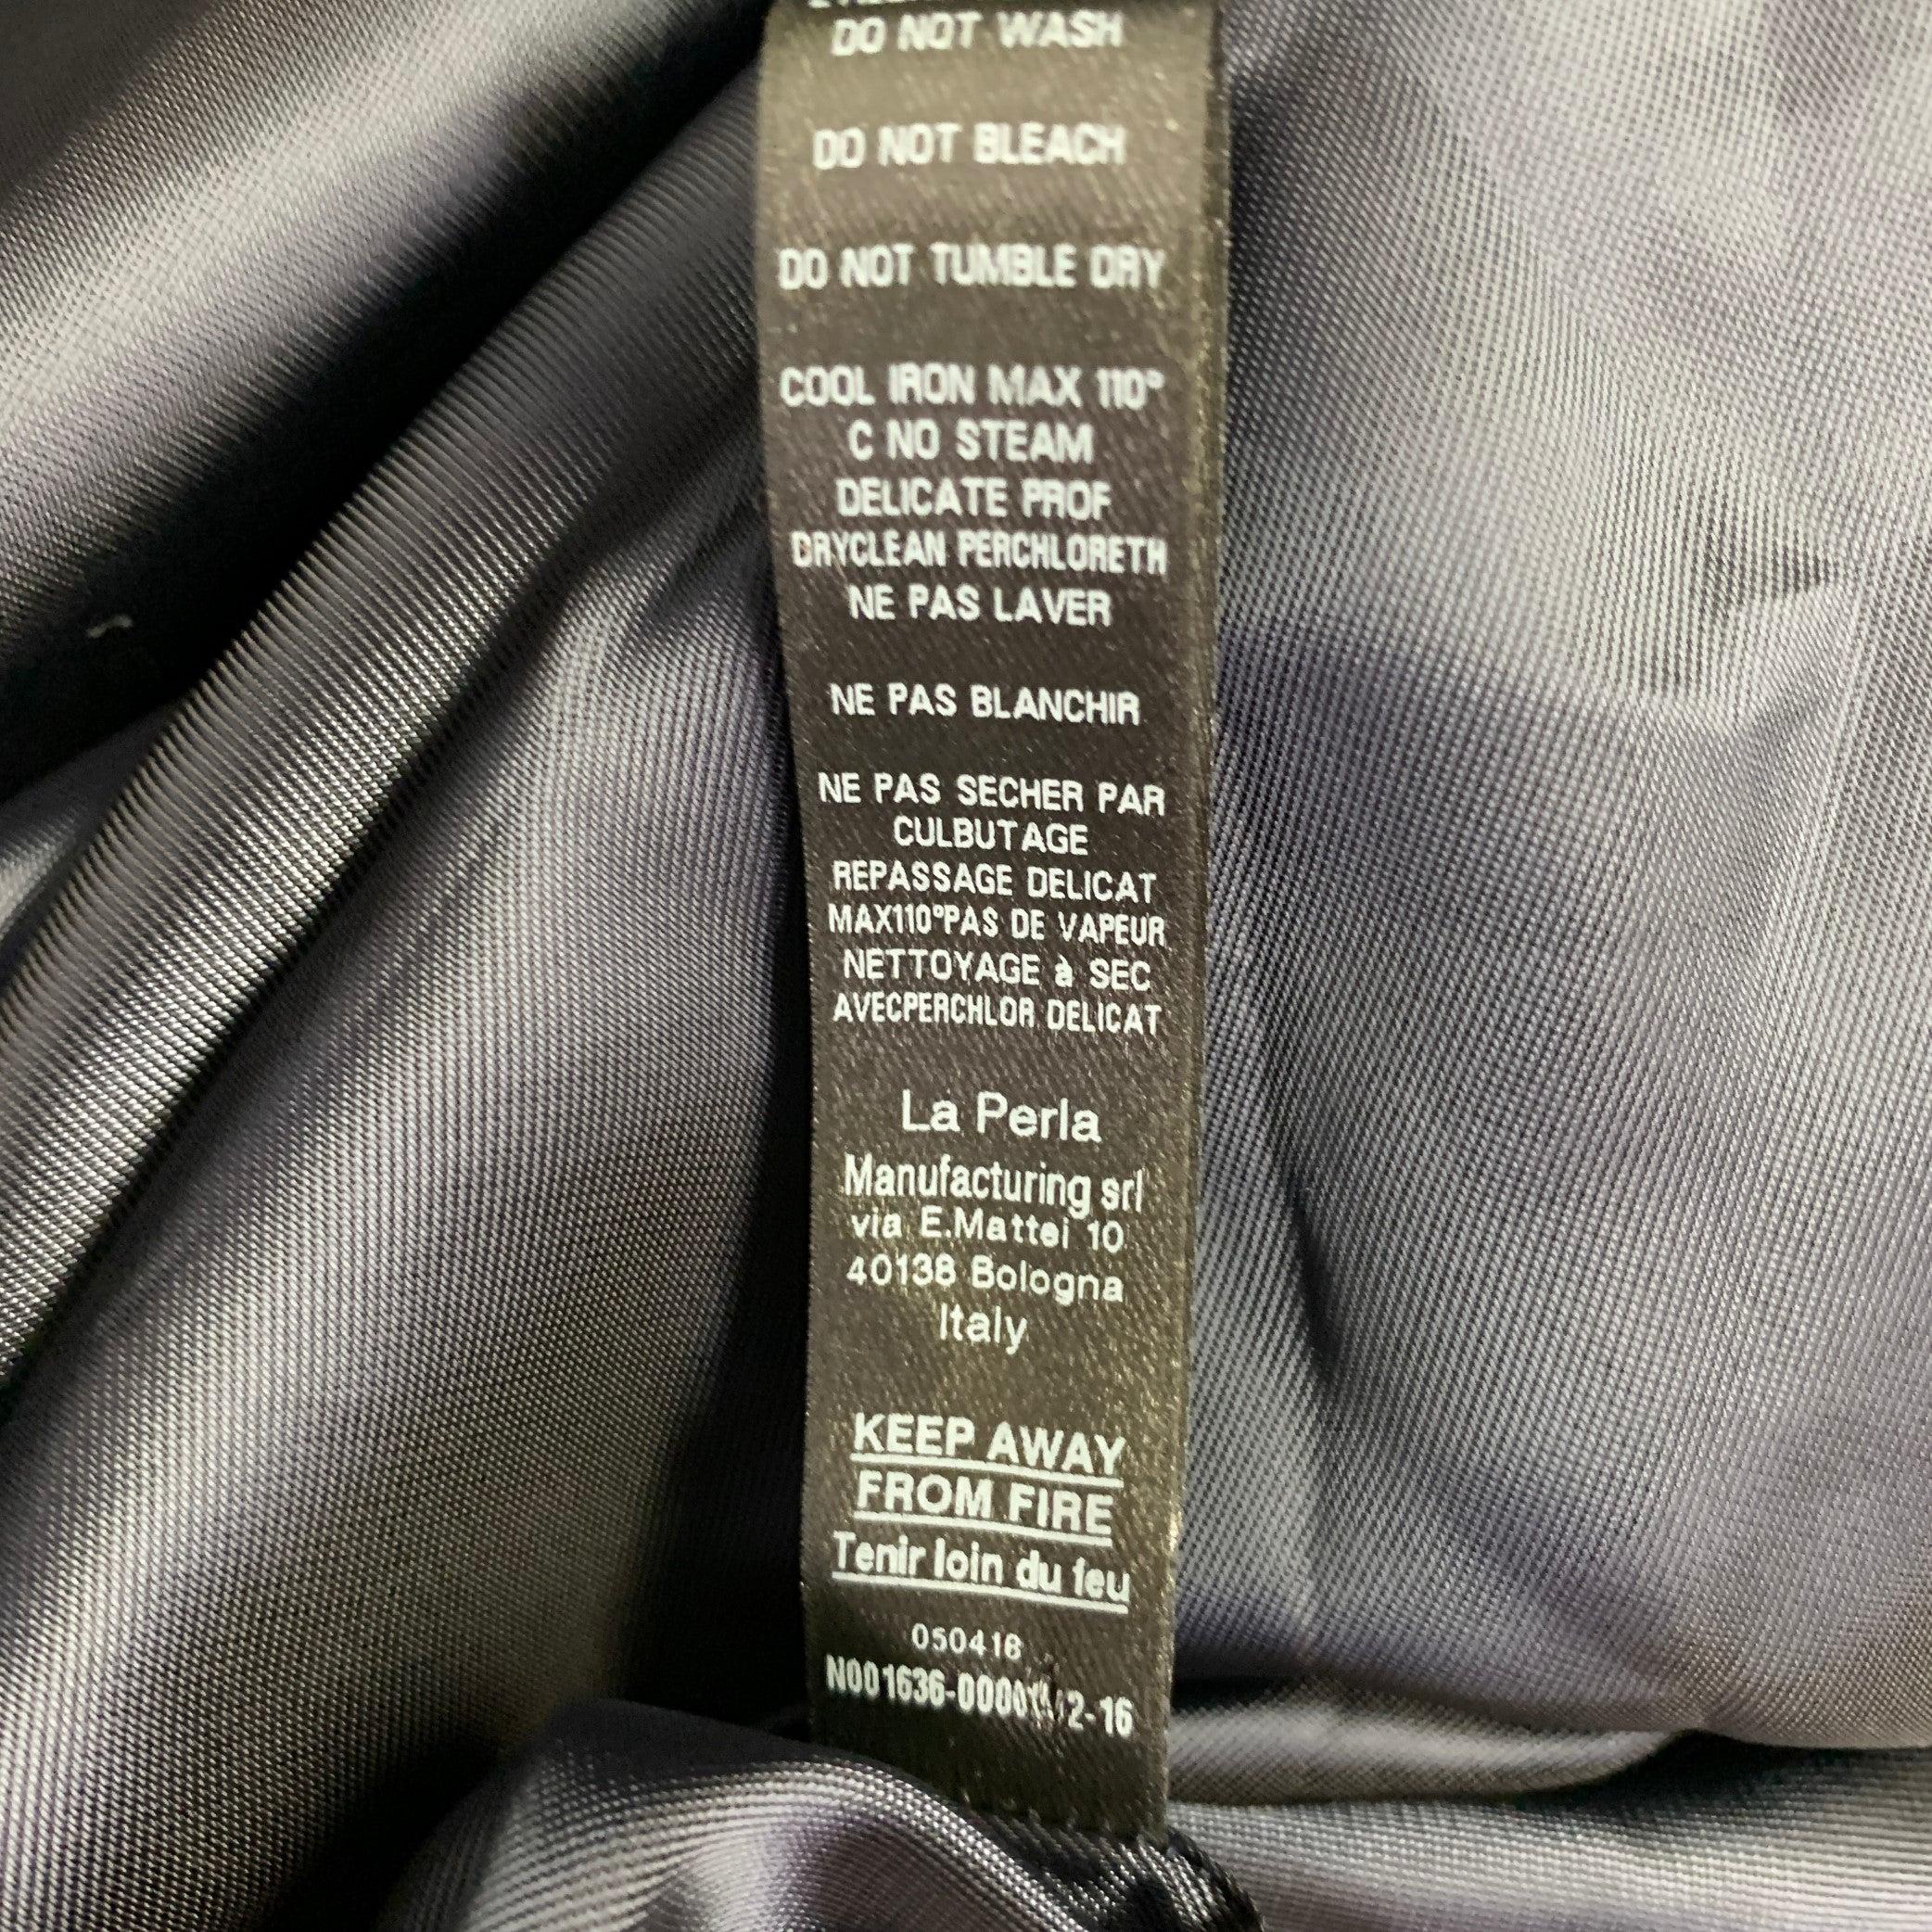 DO NOT WASH
DO NOT BLEACH
DO NOT TUMBLE DRY
COOL IRON MAX 110°
C NO STEAM
DELICATE PROF
DRYCLEAN PERCHLORETH
NE PAS LAVER
NE PAS BLANCHIR
NE PAS SECHER PAR
CULBUTAGE
REPASSAGE DELICAT
MAX110°PAS DE VAPEUR
NETTOYAGE à SEC
AVECPERCHLOR DELICAT
La Perla
Manufacturing srl
via E.Mattei 10
40138 Bologna
Italy
KEEP AWAY
FROM FIRE
Tenir loin du feu
050416